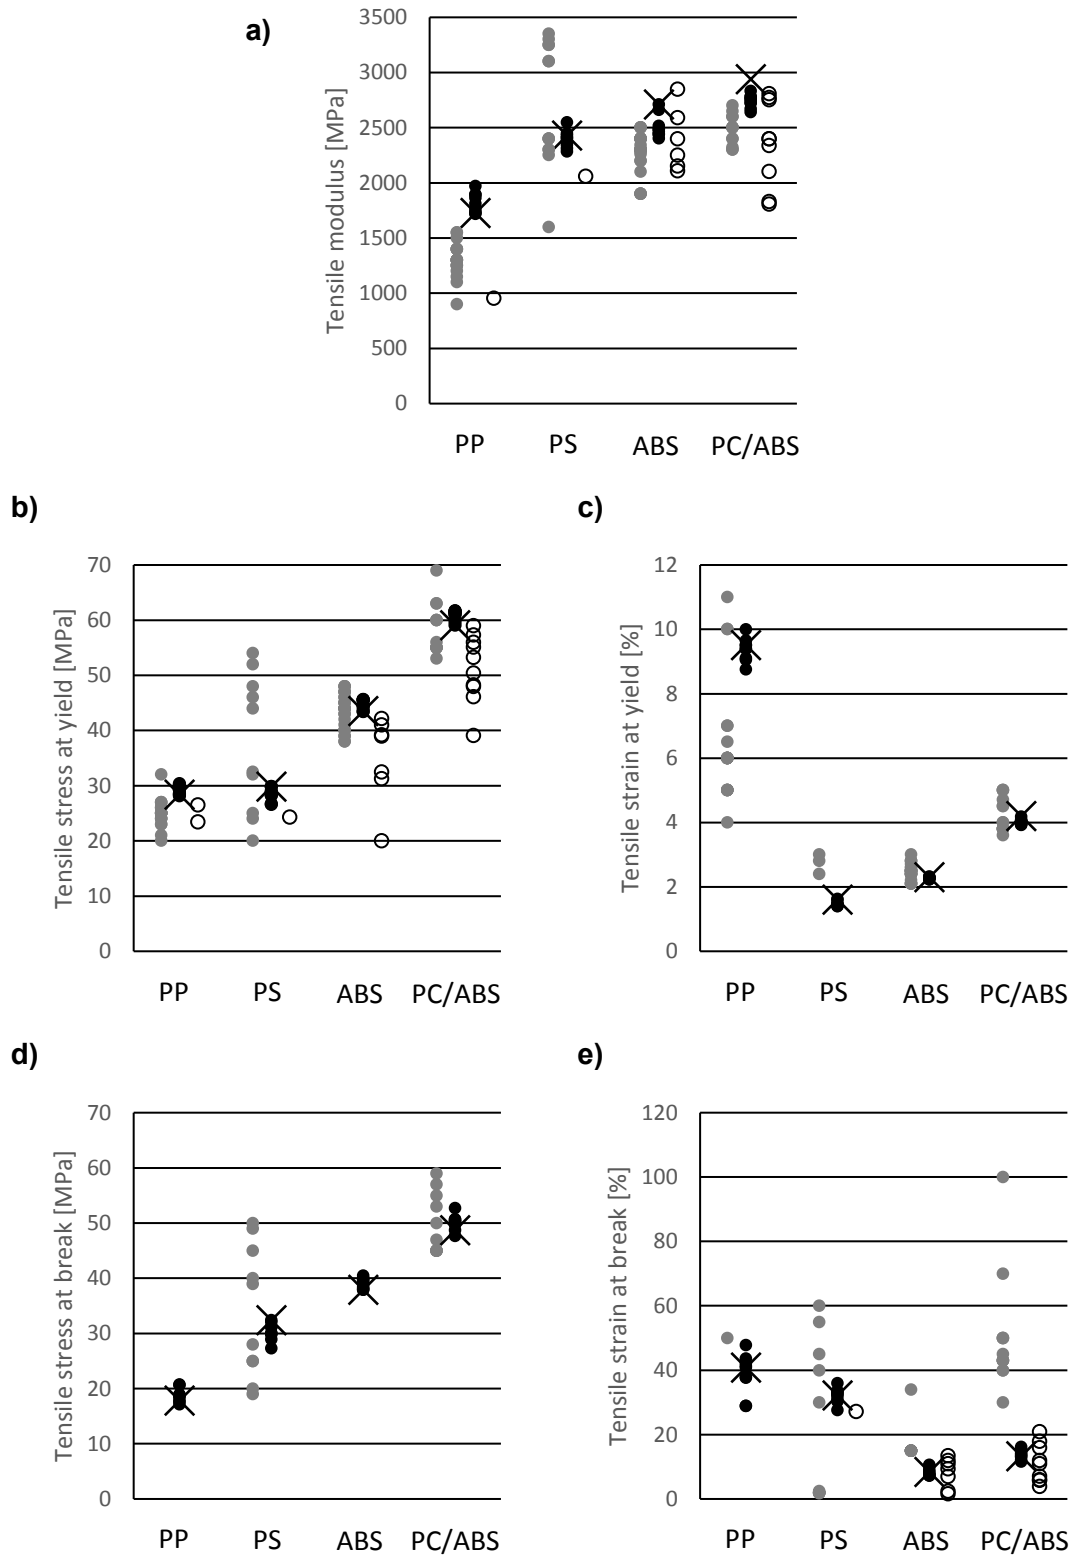 a)
Tensile modulus [MPa]
3500
3000
2500
2000
1500
1000
500
0
PP PS ABS PC/ABS
b)
Tensile stress at yield [MPa]
70
60
50
40
30
20
10
0
PP PS ABS PC/ABS
c)
Tensile strain at yield [%]
12
10
8
6
4
2
0
PP PS ABS PC/ABS
d)
Tensile stress at break [MPa]
70
60
50
40
30
20
10
0
PP PS ABS PC/ABS
e)
Tensile strain at break [%]
120
100
80
60
40
20
0
PP PS ABS PC/ABS